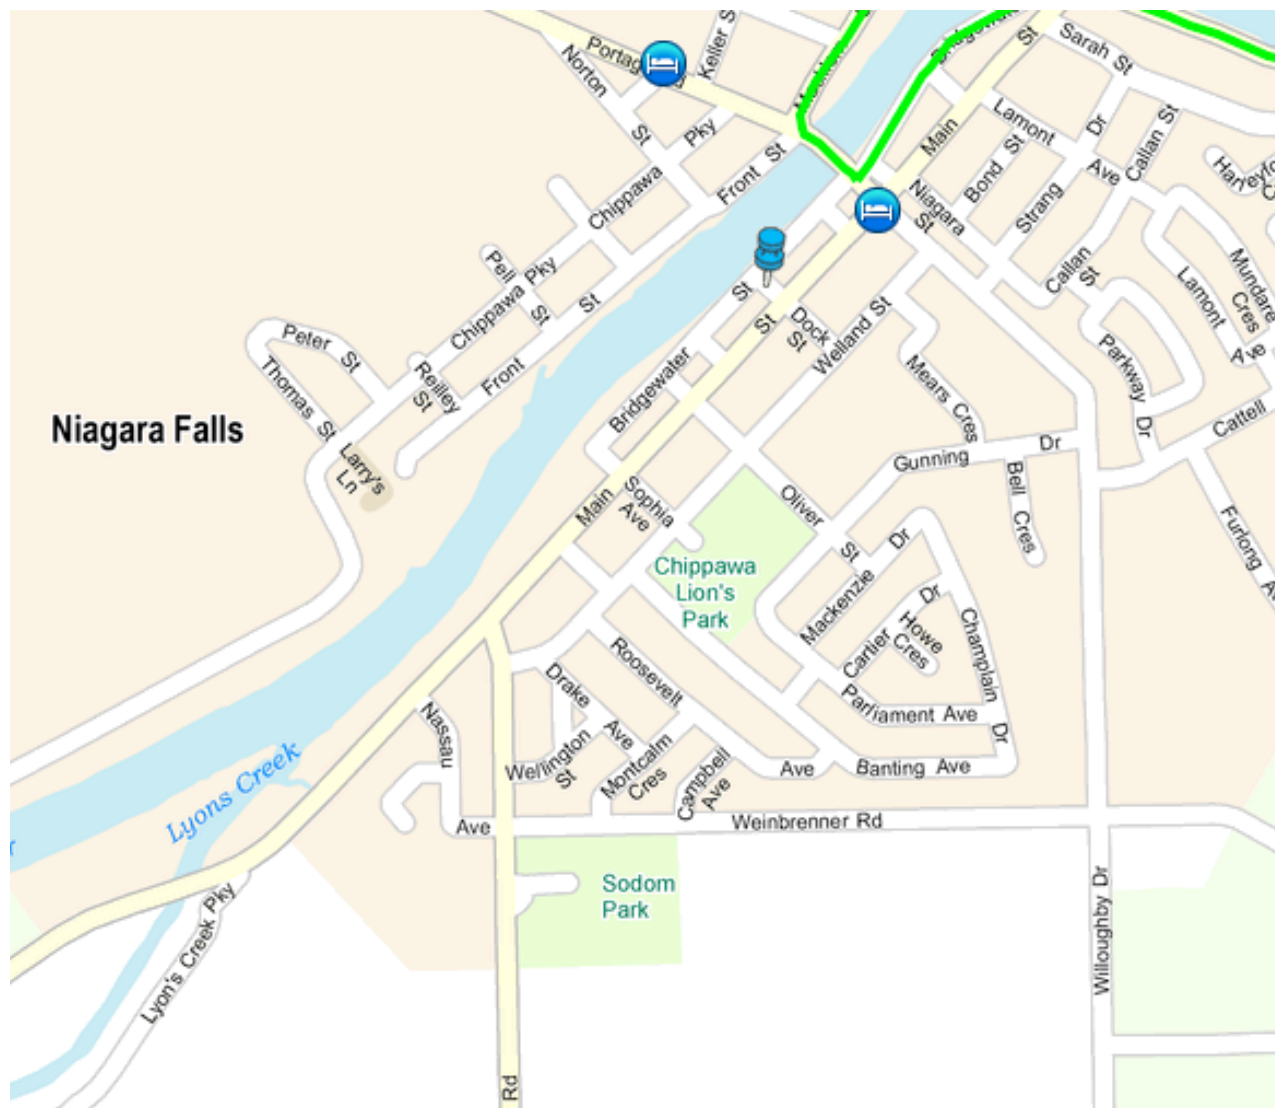 Portag
Norton
St
Keller S
Bridgewa
St
Main
Sarah St
Lamont
Ave
Dr
Callan St
Bond St
Strang
Niagara
St
Chippawa
Pky
Front
St
Pell
St
Chippawa Pky
Peter St
Thomas St
Reilley
St
Front
St
Niagara Falls
Larry's
Ln
Bridgewater
St
Main
St
Dock
St
Welland St
Callan
St
Lamont
Ave
Mundare
Cres
Parkway Dr
Mears Cres
Cattell
Gunning
Dr
Bell Cres
Furlong
Sophia
Ave
Oliver
St
Chippawa
Lion's
Park
Mackenzie
Dr
Cartier
Dr
Howe
Cres
Champlain
Dr
Parliament Ave
Roosevelt
Ave
Drake
Ave
Wellington
St
Montcalm
Cres
Campbell
Ave
Banting Ave
Nassau
Ave
Weinbrenner Rd
Lyons Creek
Lyon's Creek Pky
Sodom
Park
Rd
Willoughby Dr